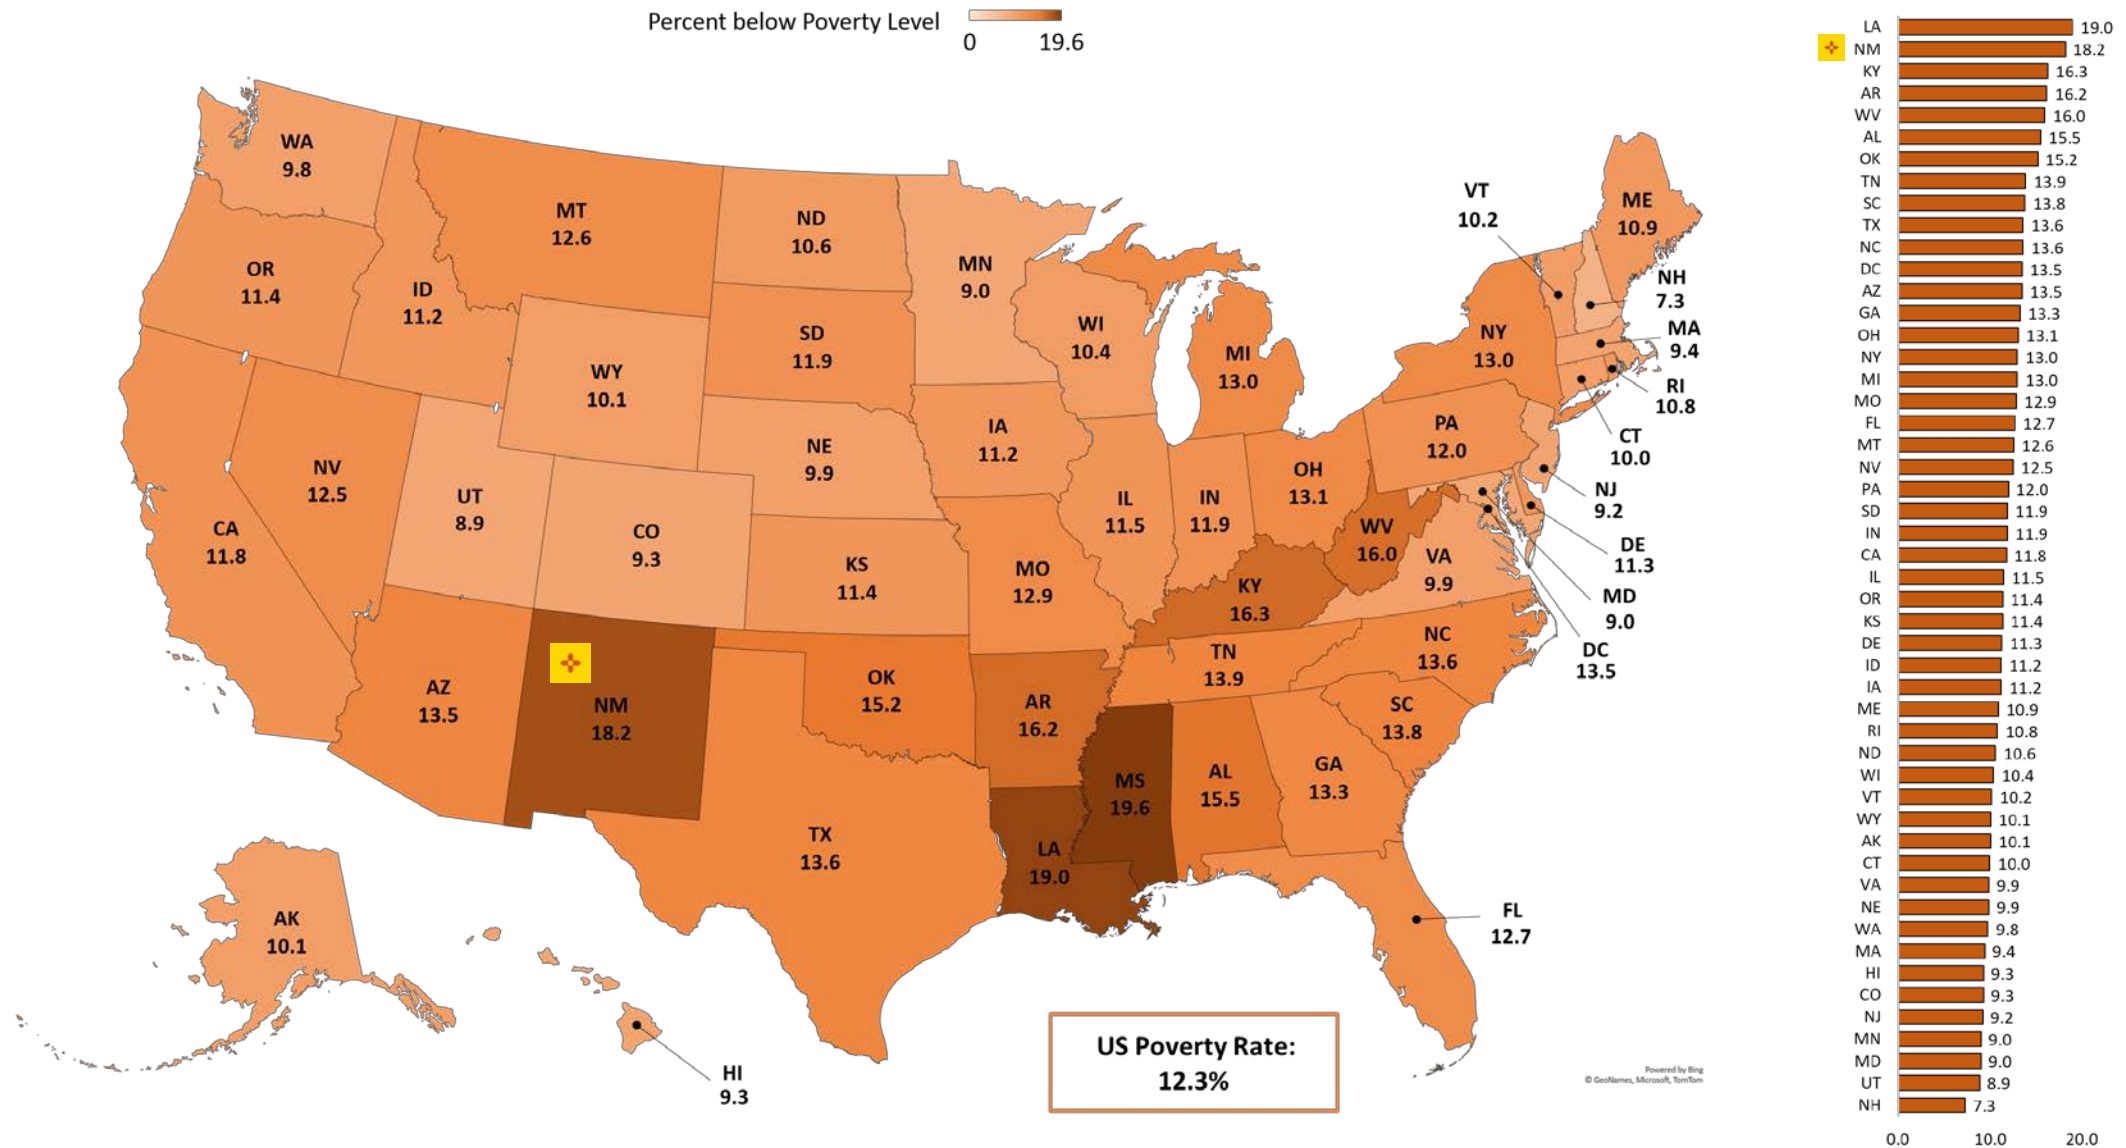 Percent below Poverty Level
0 19.6
WA
9.8
MT
12.6
ND
10.6
MN
9.0
OR
11.4
ID
11.2
SD
11.9
WI
10.4
MI
13.0
WY
10.1
NE
9.9
IA
11.2
NV
12.5
UT
8.9
CO
9.3
CA
11.8
KS
11.4
MO
12.9
IL
11.5
IN
11.9
OH
13.1
PA
12.0
NY
13.0
VT
10.2
ME
10.9
NH
7.3
MA
9.4
RI
10.8
CT
10.0
NJ
9.2
DE
11.3
MD
9.0
DC
13.5
WV
16.0
VA
9.9
KY
16.3
NC
13.6
TN
13.9
SC
13.8
AZ
13.5
NM
18.2
OK
15.2
AR
16.2
TX
13.6
LA
19.0
MS
19.6
AL
15.5
GA
13.3
FL
12.7
AK
10.1
HI
9.3
US Poverty Rate:
12.3%
Powered by Bing
© GeoNames, Microsoft, TomTom
LA 19.0
NM 18.2
KY 16.3
AR 16.2
WV 16.0
AL 15.5
OK 15.2
TN 13.9
SC 13.8
TX 13.6
NC 13.6
DC 13.5
AZ 13.5
GA 13.3
OH 13.1
NY 13.0
MI 13.0
MO 12.9
FL 12.7
MT 12.6
NV 12.5
PA 12.0
SD 11.9
IN 11.9
CA 11.8
IL 11.5
OR 11.4
KS 11.4
DE 11.3
ID 11.2
IA 11.2
ME 10.9
RI 10.8
ND 10.6
WI 10.4
VT 10.2
WY 10.1
AK 10.1
CT 10.0
VA 9.9
NE 9.9
WA 9.8
MA 9.4
HI 9.3
CO 9.3
NJ 9.2
MN 9.0
MD 9.0
UT 8.9
NH 7.3
0.0 10.0 20.0